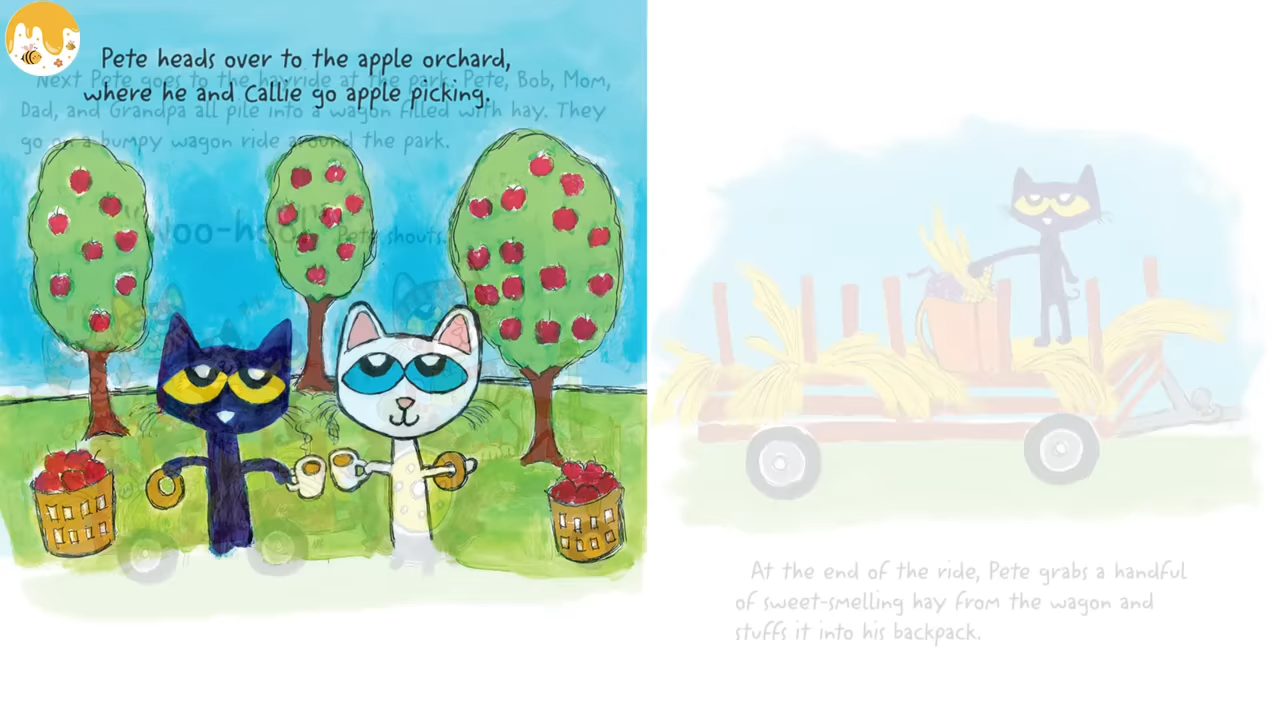 Pete heads over to the apple orchard,
where he and Callie go apple picking.
Next Pete goes to the hayride at the park. Pete, Bob, Mom,
Dad, and Grandpa all pile into a wagon filled with hay. They
go on a bumpy wagon ride around the park.
"Woo-hoo!" Pete shouts.
At the end of the ride, Pete grabs a handful
of sweet-smelling hay from the wagon and
stuffs it into his backpack.